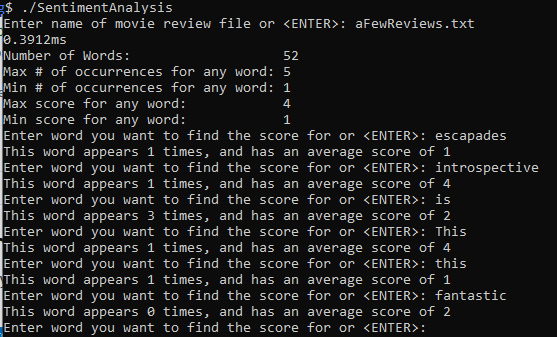 $ ./SentimentAnalysis
Enter name of movie review file or <ENTER>: aFewReviews.txt
0.3912ms
Number of Words:                    52
Max # of occurrences for any word: 5
Min # of occurrences for any word: 1
Max score for any word:             4
Min score for any word:             1
Enter word you want to find the score for or <ENTER>: escapades
This word appears 1 times, and has an average score of 1
Enter word you want to find the score for or <ENTER>: introspective
This word appears 1 times, and has an average score of 4
Enter word you want to find the score for or <ENTER>: is
This word appears 3 times, and has an average score of 2
Enter word you want to find the score for or <ENTER>: This
This word appears 1 times, and has an average score of 4
Enter word you want to find the score for or <ENTER>: this
This word appears 1 times, and has an average score of 1
Enter word you want to find the score for or <ENTER>: fantastic
This word appears 0 times, and has an average score of 2
Enter word you want to find the score for or <ENTER>: